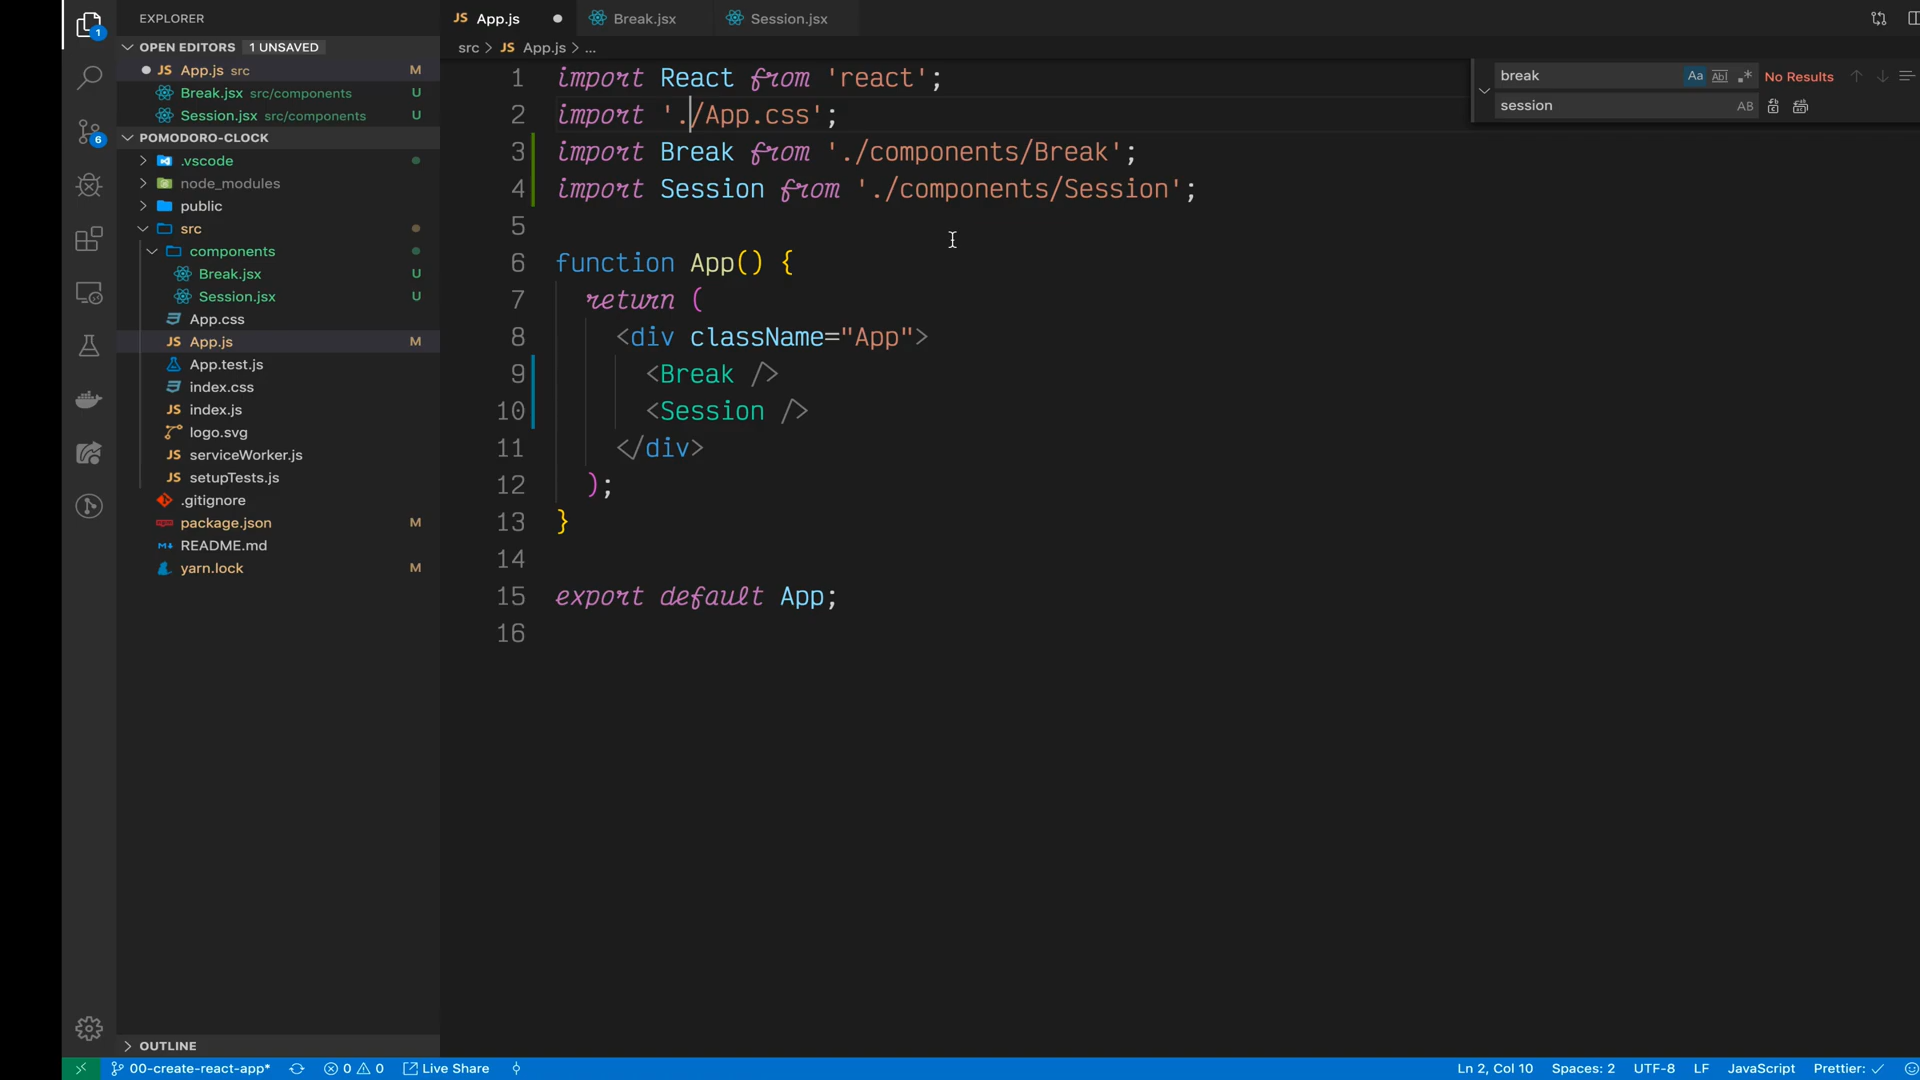 EXPLORER
OPEN EDITORS 1 UNSAVED
JS App.js src M
Break.jsx src/components U
Session.jsx src/components U
POMODORO-CLOCK
.vscode
node_modules
public
src
components
Break.jsx U
Session.jsx U
App.css
JS App.js M
App.test.js
index.css
JS index.js
logo.svg
JS serviceWorker.js
JS setupTests.js
.gitignore
package.json M
README.md
yarn.lock M
OUTLINE
1
6
JS App.js
Break.jsx
Session.jsx
src > JS App.js > ...
break Aa Abl .* No Results
session AB
1 import React from 'react';
2 import './App.css';
3 import Break from './components/Break';
4 import Session from './components/Session';
5
6 function App() {
7 return (
8 <div className="App">
9 <Break />
10 <Session />
11 </div>
12 );
13 }
14
15 export default App;
16
00-create-react-app* 0 0 Live Share Ln 2, Col 10 Spaces: 2 UTF-8 LF JavaScript Prettier: ✓